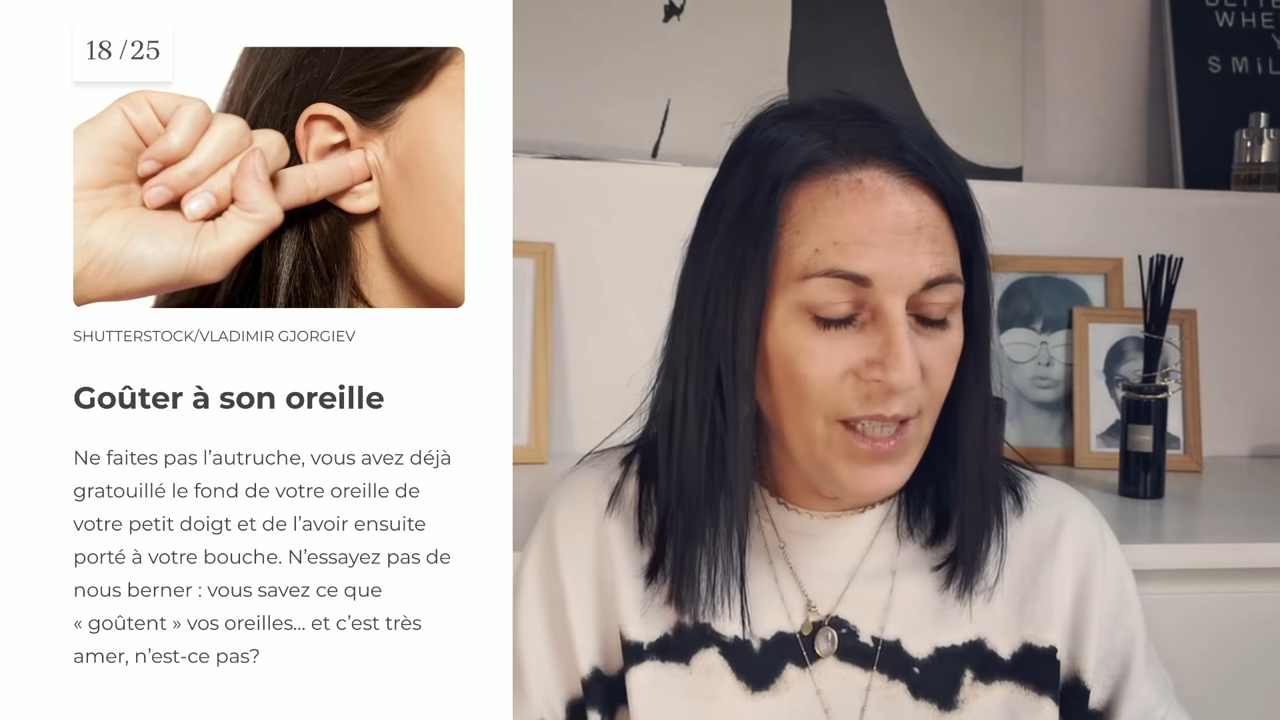 18 /25
SHUTTERSTOCK/VLADIMIR GJORGIEV
Goûter à son oreille
Ne faites pas l’autruche, vous avez déjà
gratouillé le fond de votre oreille de
votre petit doigt et de l’avoir ensuite
porté à votre bouche. N’essayez pas de
nous berner : vous savez ce que
« goûtent » vos oreilles... et c’est très
amer, n’est-ce pas?
WHE
Y
SMIL